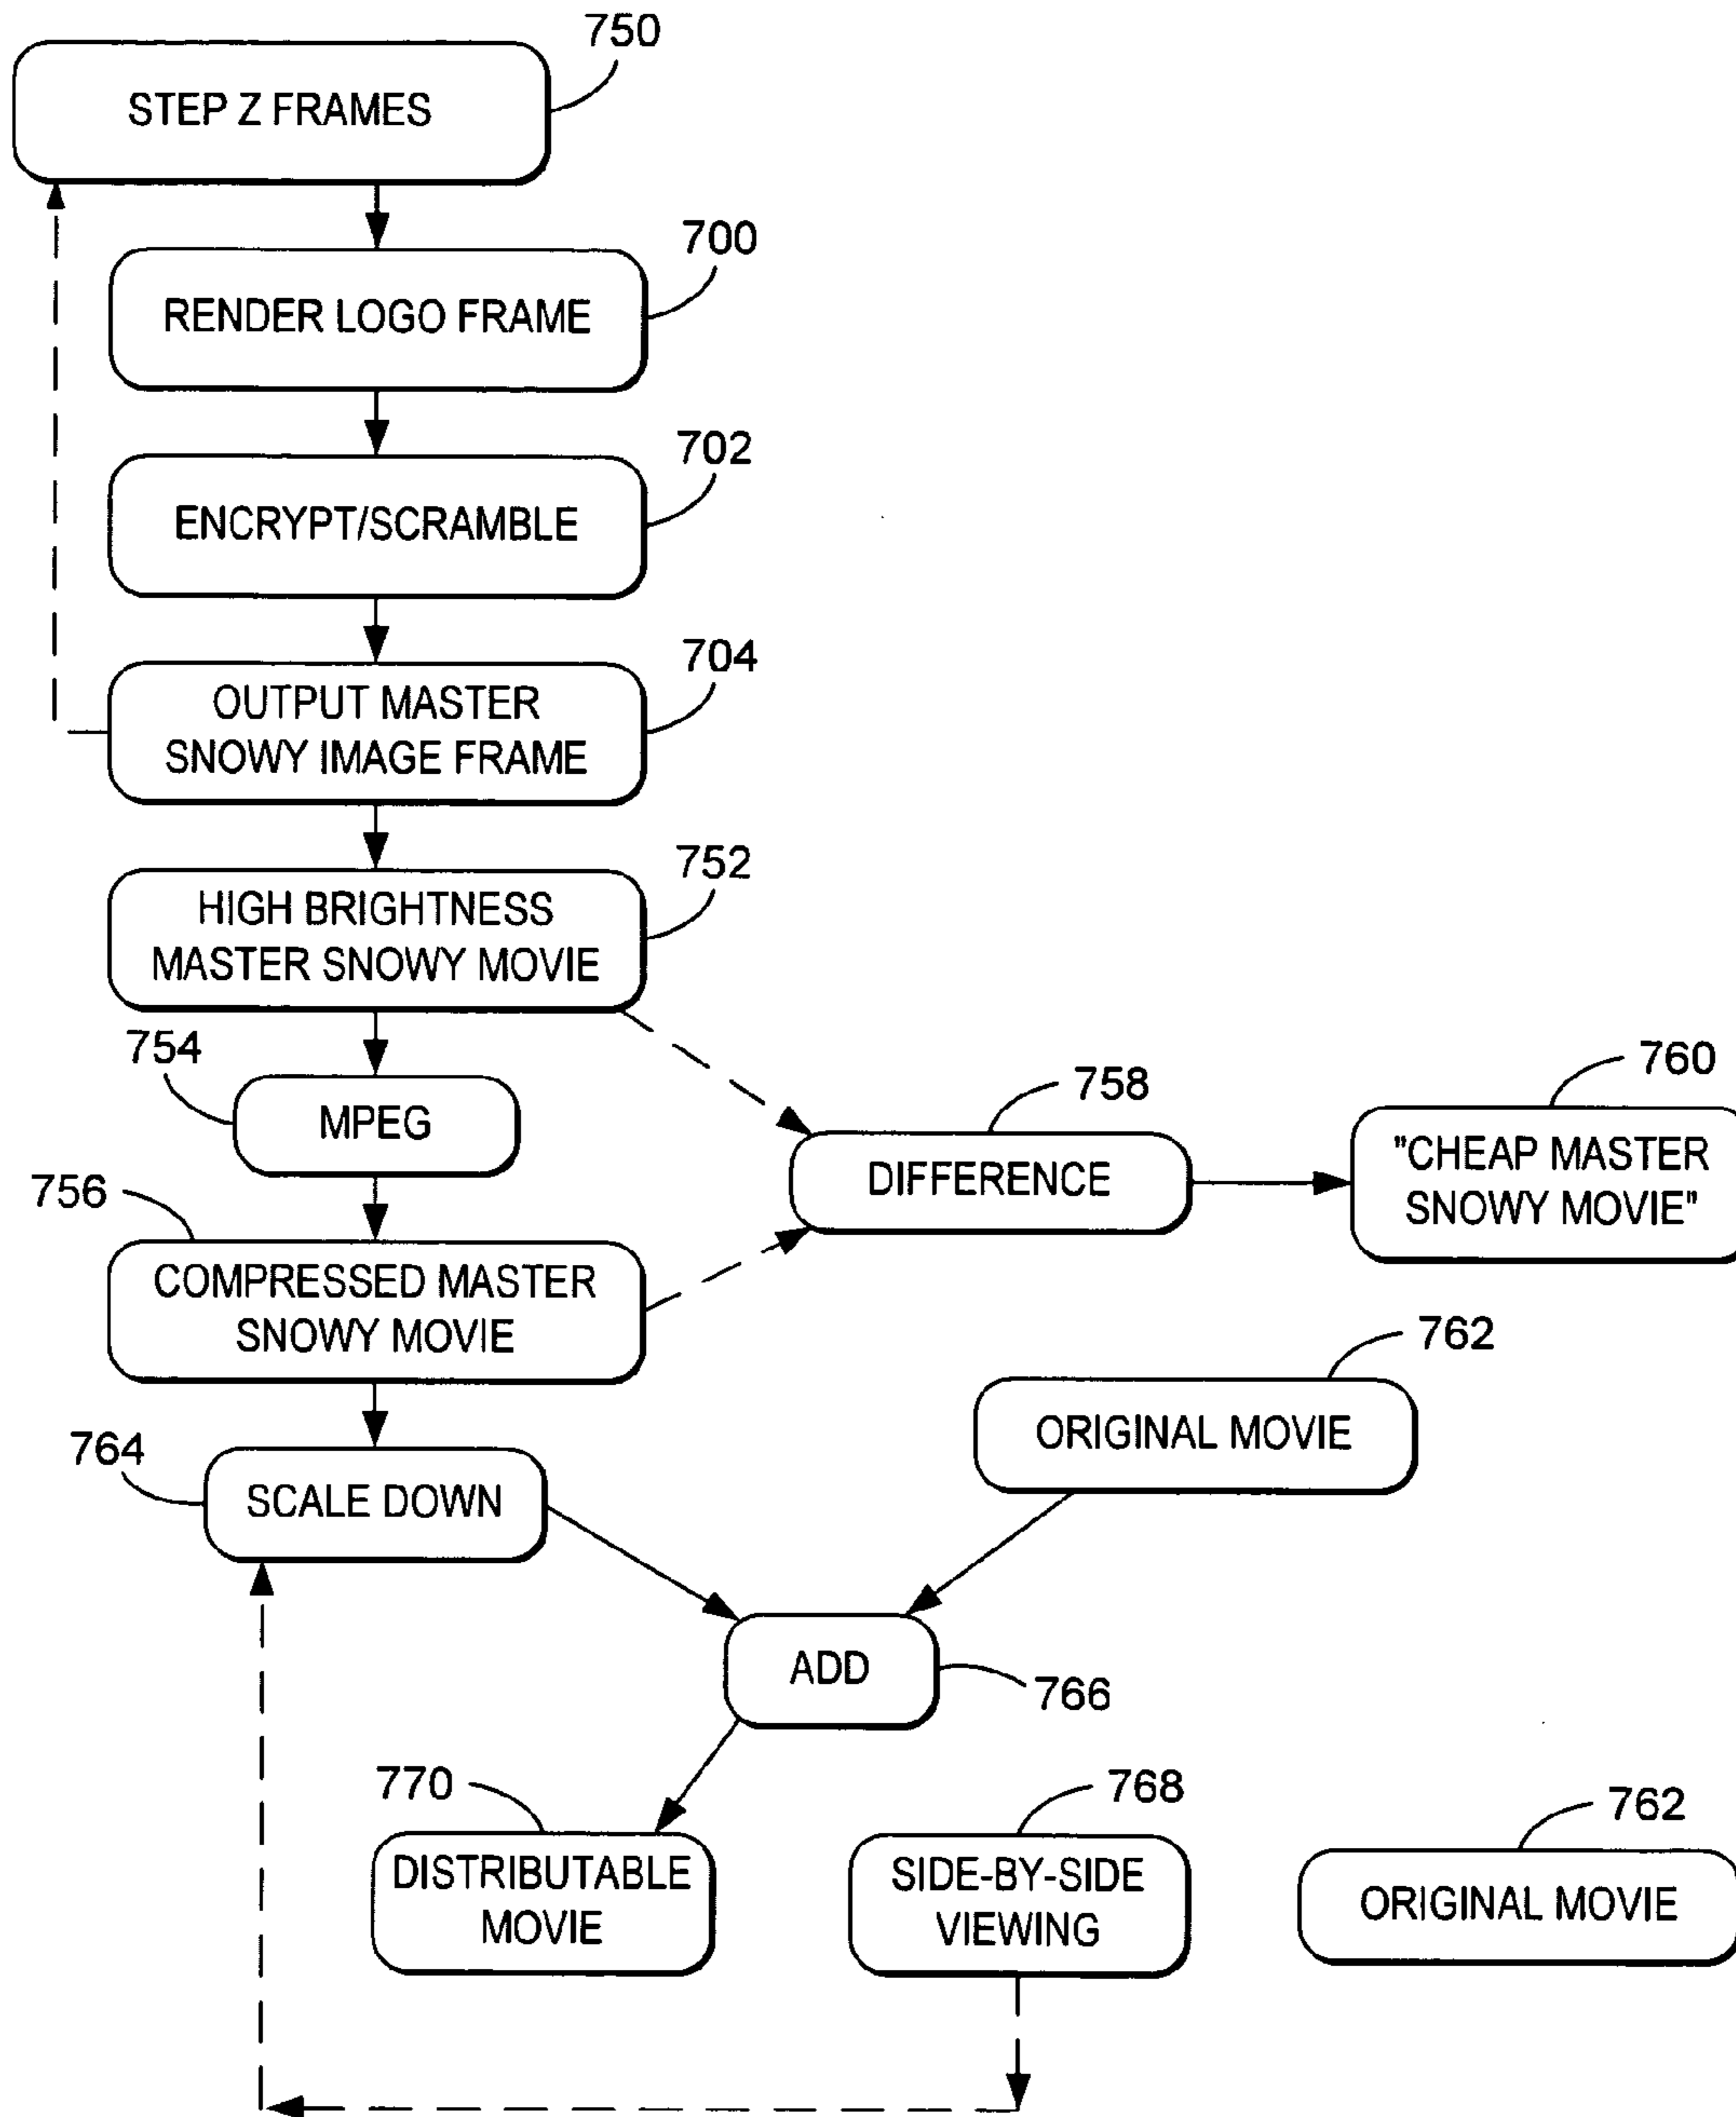 750
STEP Z FRAMES
700
RENDER LOGO FRAME
702
ENCRYPT/SCRAMBLE
704
OUTPUT MASTER
SNOWY IMAGE FRAME
752
HIGH BRIGHTNESS
MASTER SNOWY MOVIE
754
MPEG
758
DIFFERENCE
760
"CHEAP MASTER
SNOWY MOVIE"
756
COMPRESSED MASTER
SNOWY MOVIE
762
ORIGINAL MOVIE
764
SCALE DOWN
ADD
766
770
DISTRIBUTABLE
MOVIE
768
SIDE-BY-SIDE
VIEWING
762
ORIGINAL MOVIE